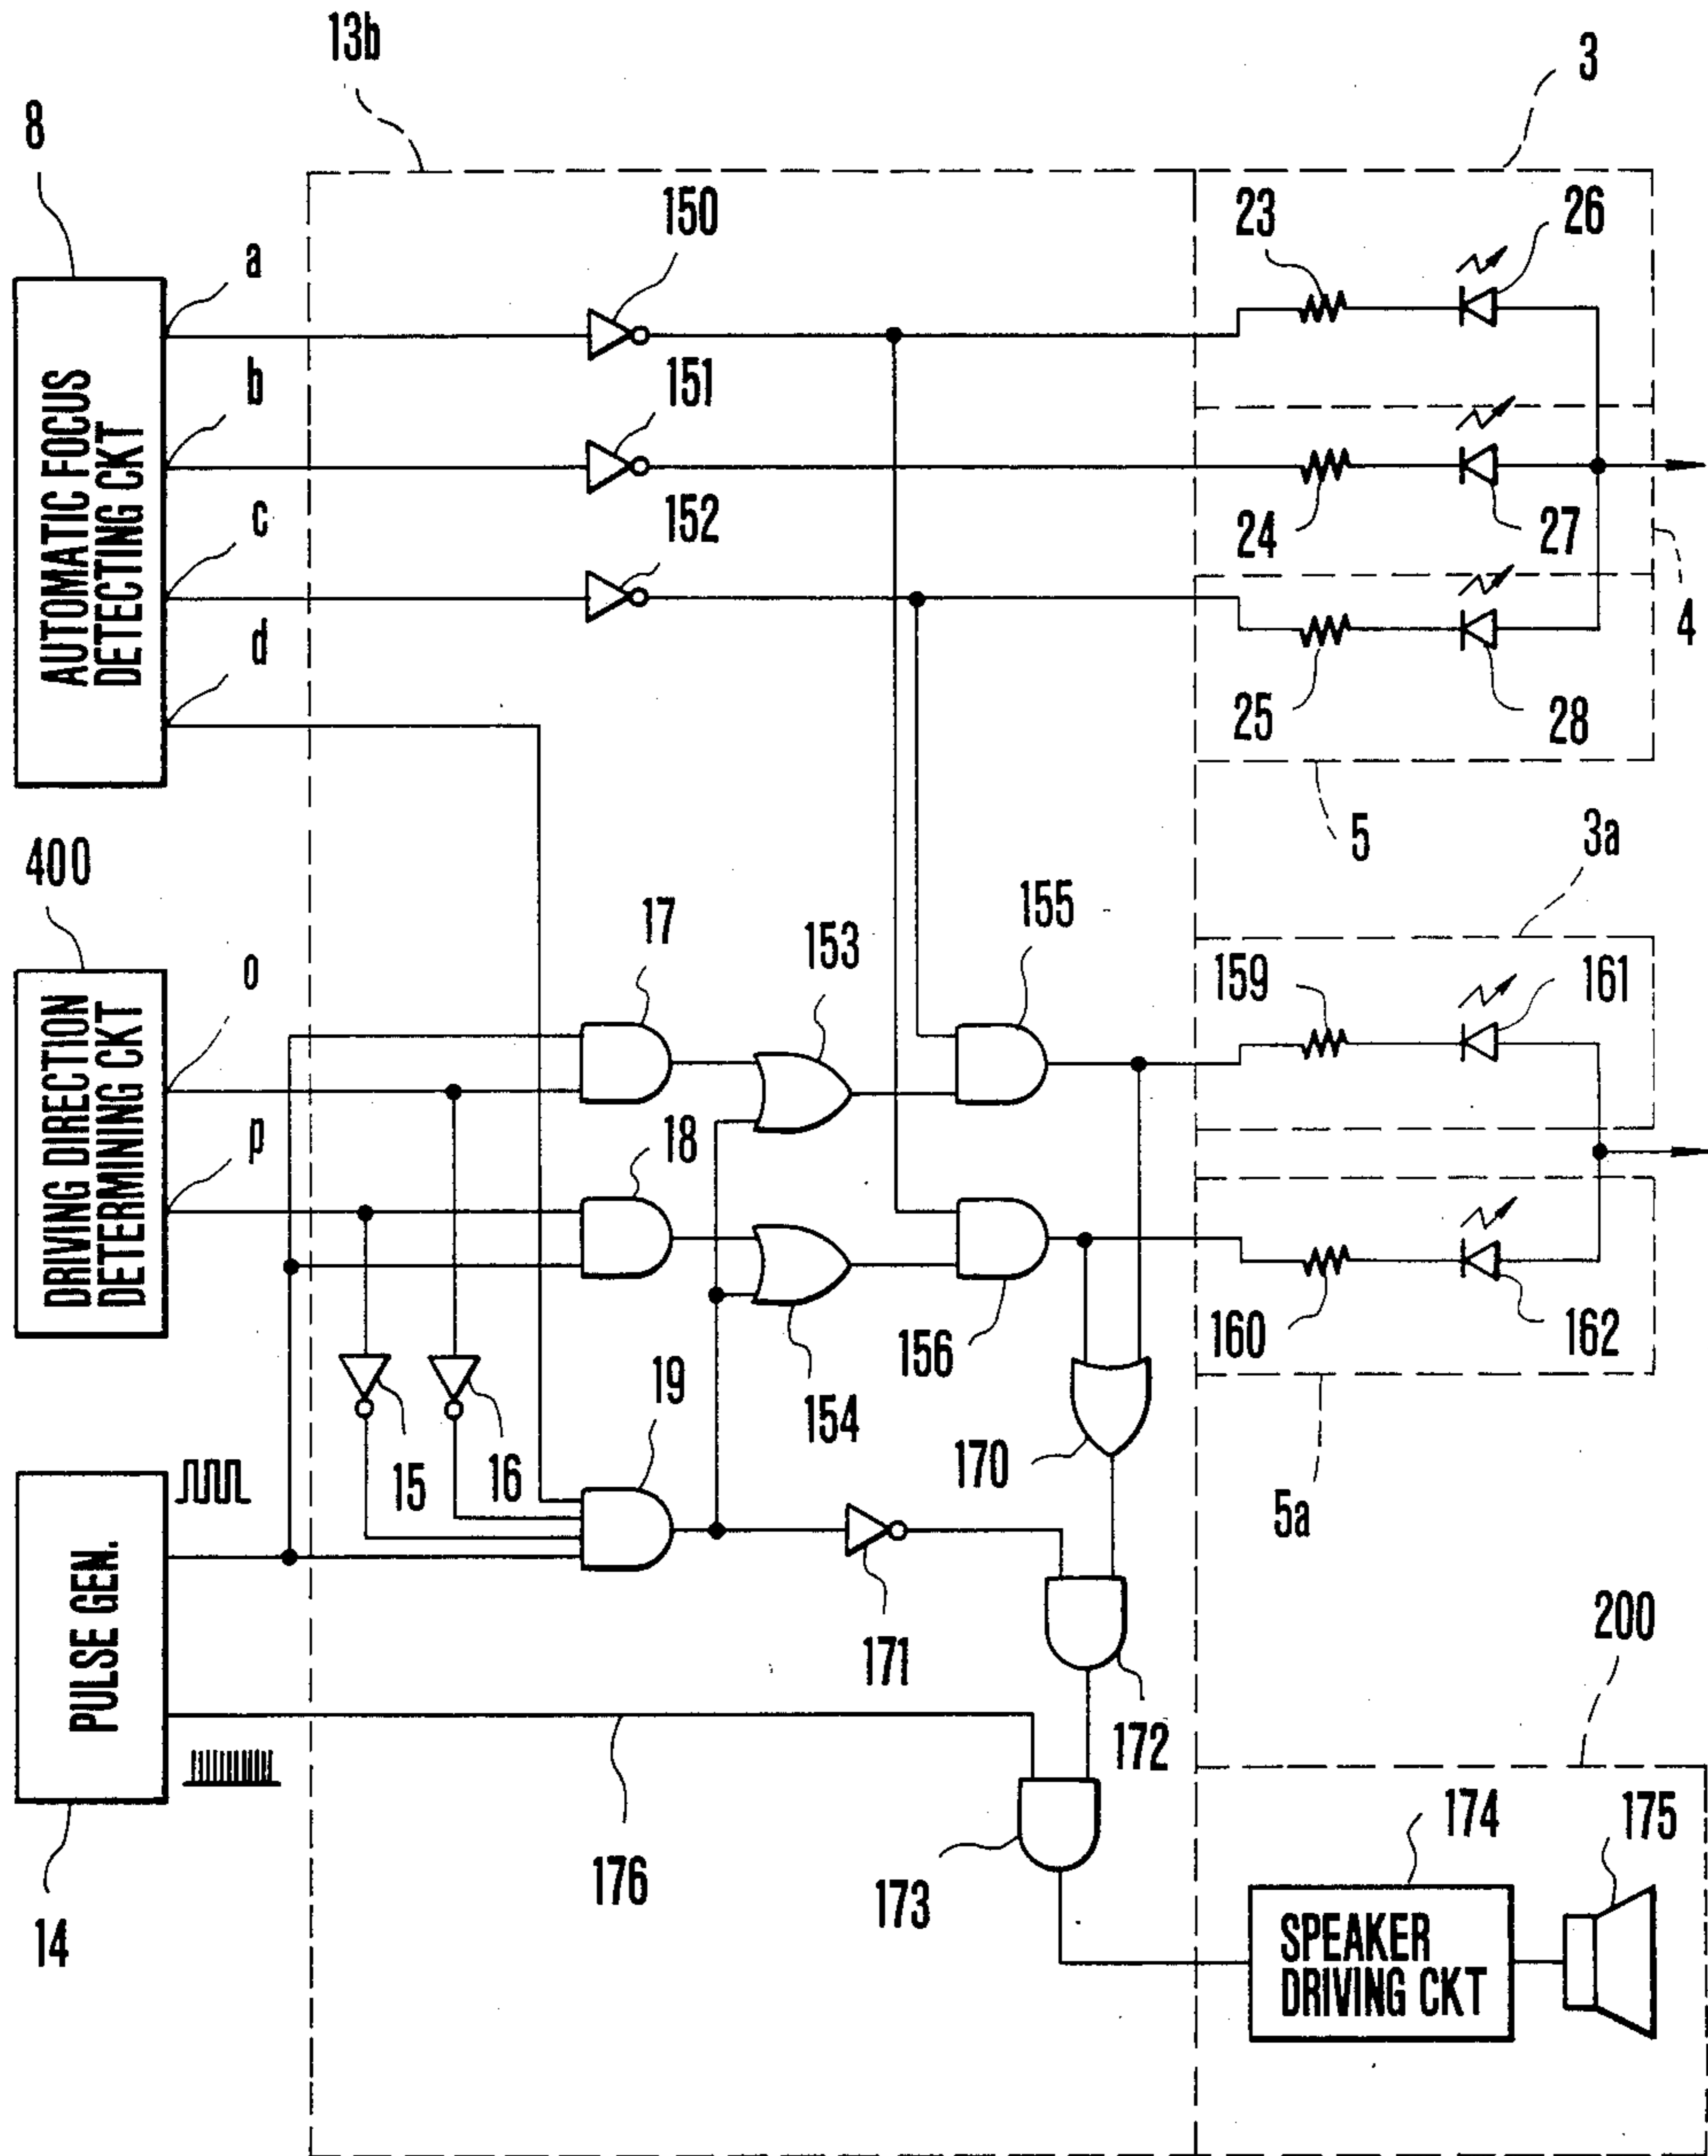 13b
3
8
150
23
26
a
AUTOMATIC FOCUS
DETECTING CKT
b
151
c
152
24
27
4
d
25
28
5
400
3a
17
153
155
159
161
DRIVING DIRECTION
DETERMINING CKT
o
p
18
156
160
162
15
16
19
154
170
5a
PULSE GEN.
171
172
200
14
176
173
174
175
SPEAKER
DRIVING CKT